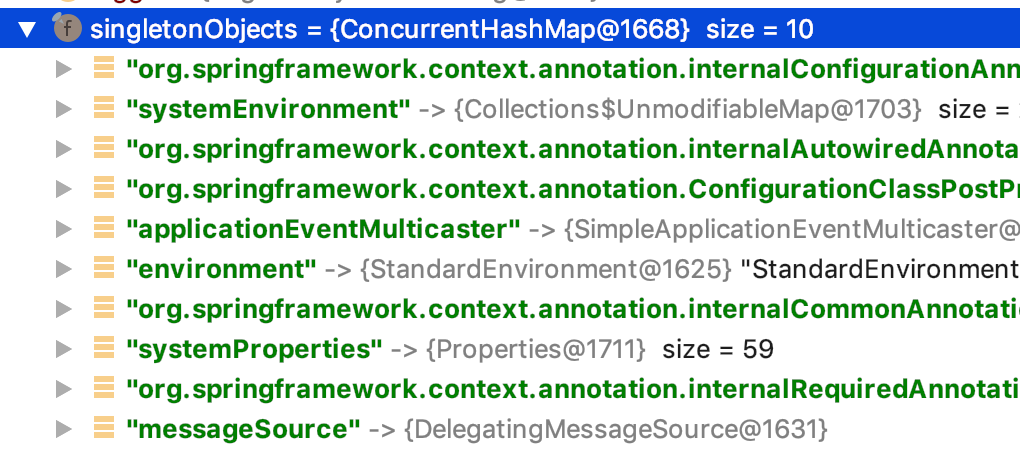 singletonObjects = {ConcurrentHashMap@1668} size = 10
"org.springframework.context.annotation.internalConfigurationAnn
"systemEnvironment" -> {Collections$UnmodifiableMap@1703} size =
"org.springframework.context.annotation.internalAutowiredAnnota
"org.springframework.context.annotation.ConfigurationClassPostPr
"applicationEventMulticaster" -> {SimpleApplicationEventMulticaster@
"environment" -> {StandardEnvironment@1625} "StandardEnvironment
"org.springframework.context.annotation.internalCommonAnnotati
"systemProperties" -> {Properties@1711} size = 59
"org.springframework.context.annotation.internalRequiredAnnotati
"messageSource" -> {DelegatingMessageSource@1631}